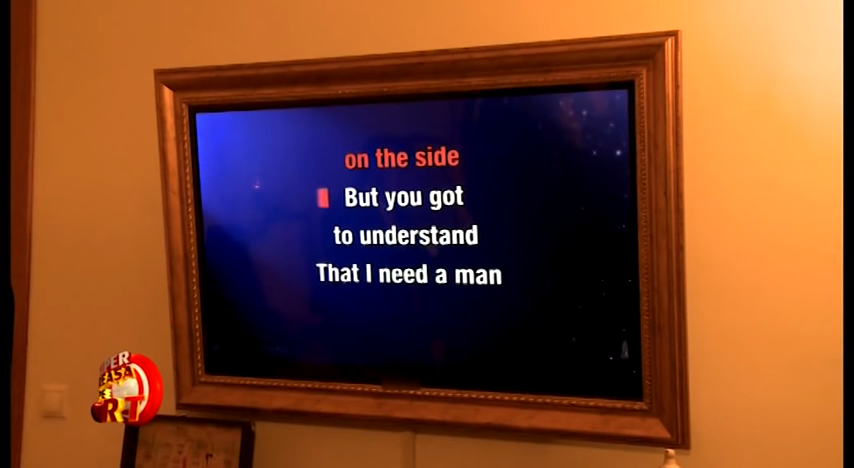 on the side
But you got
to understand
That I need a man